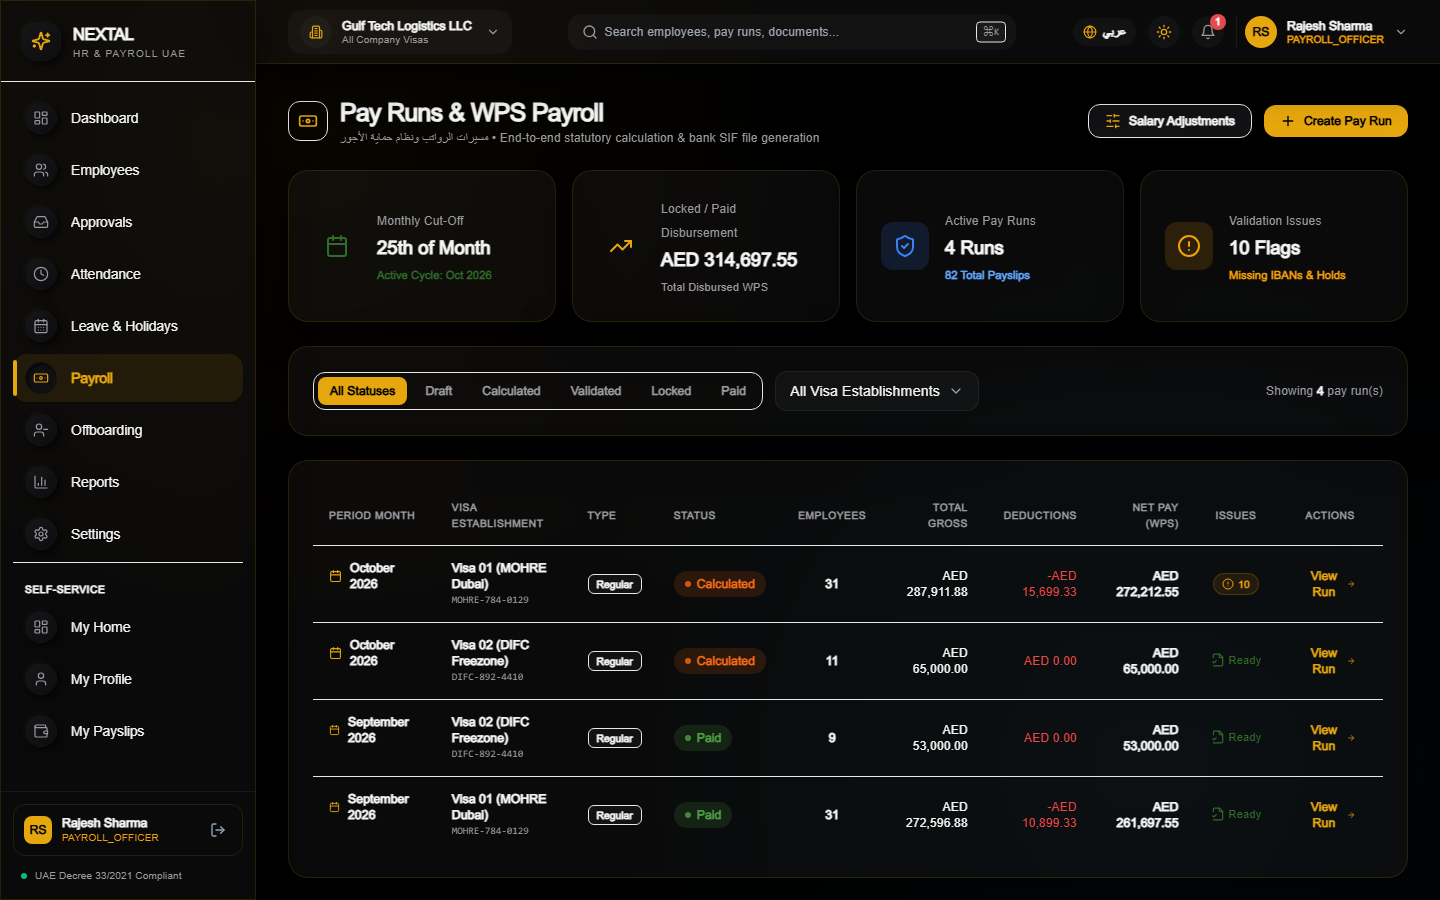 NEXTAL
HR & PAYROLL UAE
Dashboard
Employees
Approvals
Attendance
Leave & Holidays
Payroll
Offboarding
Reports
Settings
SELF-SERVICE
My Home
My Profile
My Payslips
RS
Rajesh Sharma
PAYROLL_OFFICER
UAE Decree 33/2021 Compliant
Gulf Tech Logistics LLC
All Company Visas
Search employees, pay runs, documents...
⌘K
عربي
1
RS
Rajesh Sharma
PAYROLL_OFFICER
Pay Runs & WPS Payroll
مسيرات الرواتب ونظام حماية الأجور • End-to-end statutory calculation & bank SIF file generation
Salary Adjustments
Create Pay Run
Monthly Cut-Off
25th of Month
Active Cycle: Oct 2026
Locked / Paid
Disbursement
AED 314,697.55
Total Disbursed WPS
Active Pay Runs
4 Runs
82 Total Payslips
Validation Issues
10 Flags
Missing IBANs & Holds
All Statuses Draft Calculated Validated Locked Paid
All Visa Establishments
Showing 4 pay run(s)
PERIOD MONTH VISA ESTABLISHMENT TYPE STATUS EMPLOYEES TOTAL GROSS DEDUCTIONS NET PAY (WPS) ISSUES ACTIONS
October 2026 Visa 01 (MOHRE Dubai) MOHRE-784-0129 Regular Calculated 31 AED 287,911.88 -AED 15,699.33 AED 272,212.55 10 View Run →
October 2026 Visa 02 (DIFC Freezone) DIFC-892-4410 Regular Calculated 11 AED 65,000.00 AED 0.00 AED 65,000.00 Ready View Run →
September 2026 Visa 02 (DIFC Freezone) DIFC-892-4410 Regular Paid 9 AED 53,000.00 AED 0.00 AED 53,000.00 Ready View Run →
September 2026 Visa 01 (MOHRE Dubai) MOHRE-784-0129 Regular Paid 31 AED 272,596.88 -AED 10,899.33 AED 261,697.55 Ready View Run →